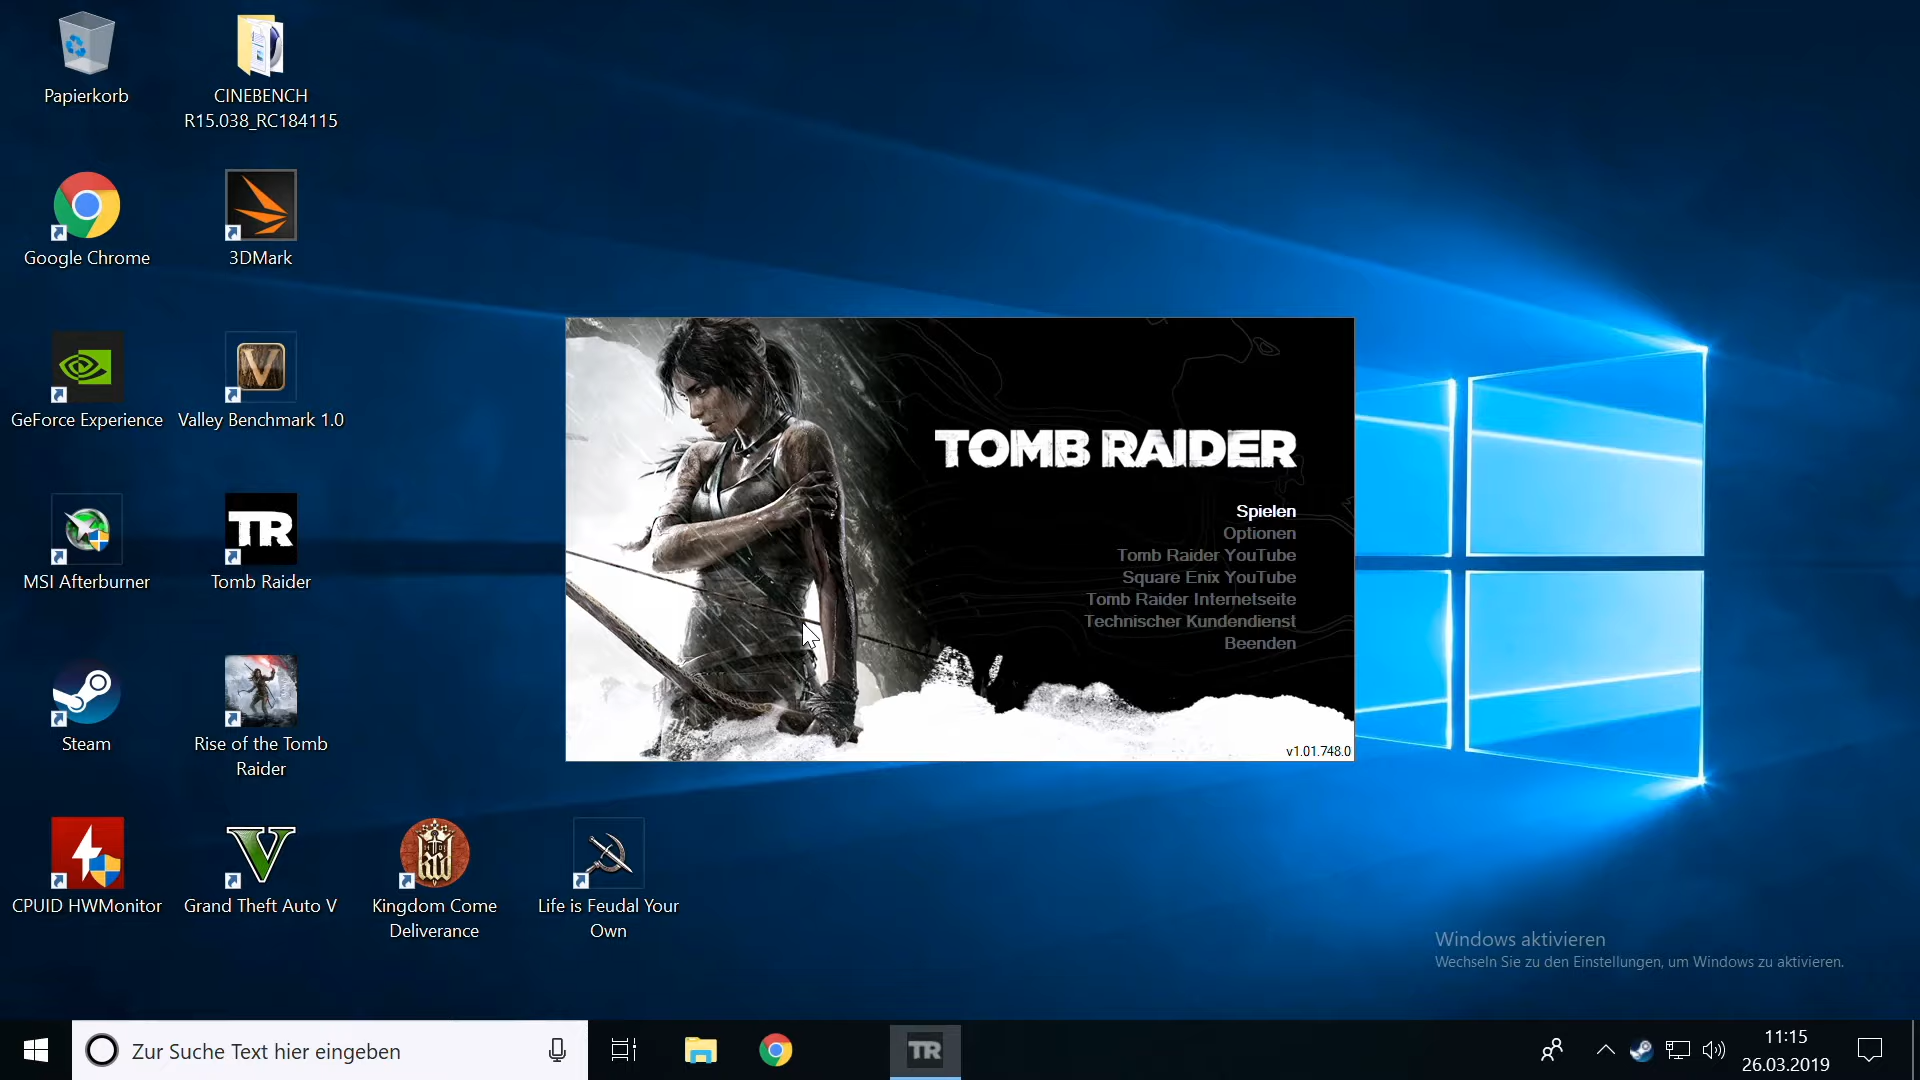 Papierkorb
CINEBENCH
R15.038_RC184115
Google Chrome
3DMark
GeForce Experience
Valley Benchmark 1.0
MSI Afterburner
TR
Tomb Raider
Steam
Rise of the Tomb
Raider
CPUID HWMonitor
Grand Theft Auto V
Kingdom Come
Deliverance
Life is Feudal Your
Own
TOMB RAIDER
Spielen
Optionen
Tomb Raider YouTube
Square Enix YouTube
Tomb Raider Internetseite
Technischer Kundendienst
Beenden
v1.01.748.0
Windows aktivieren
Wechseln Sie zu den Einstellungen, um Windows zu aktivieren.
Zur Suche Text hier eingeben
TR
11:15
26.03.2019